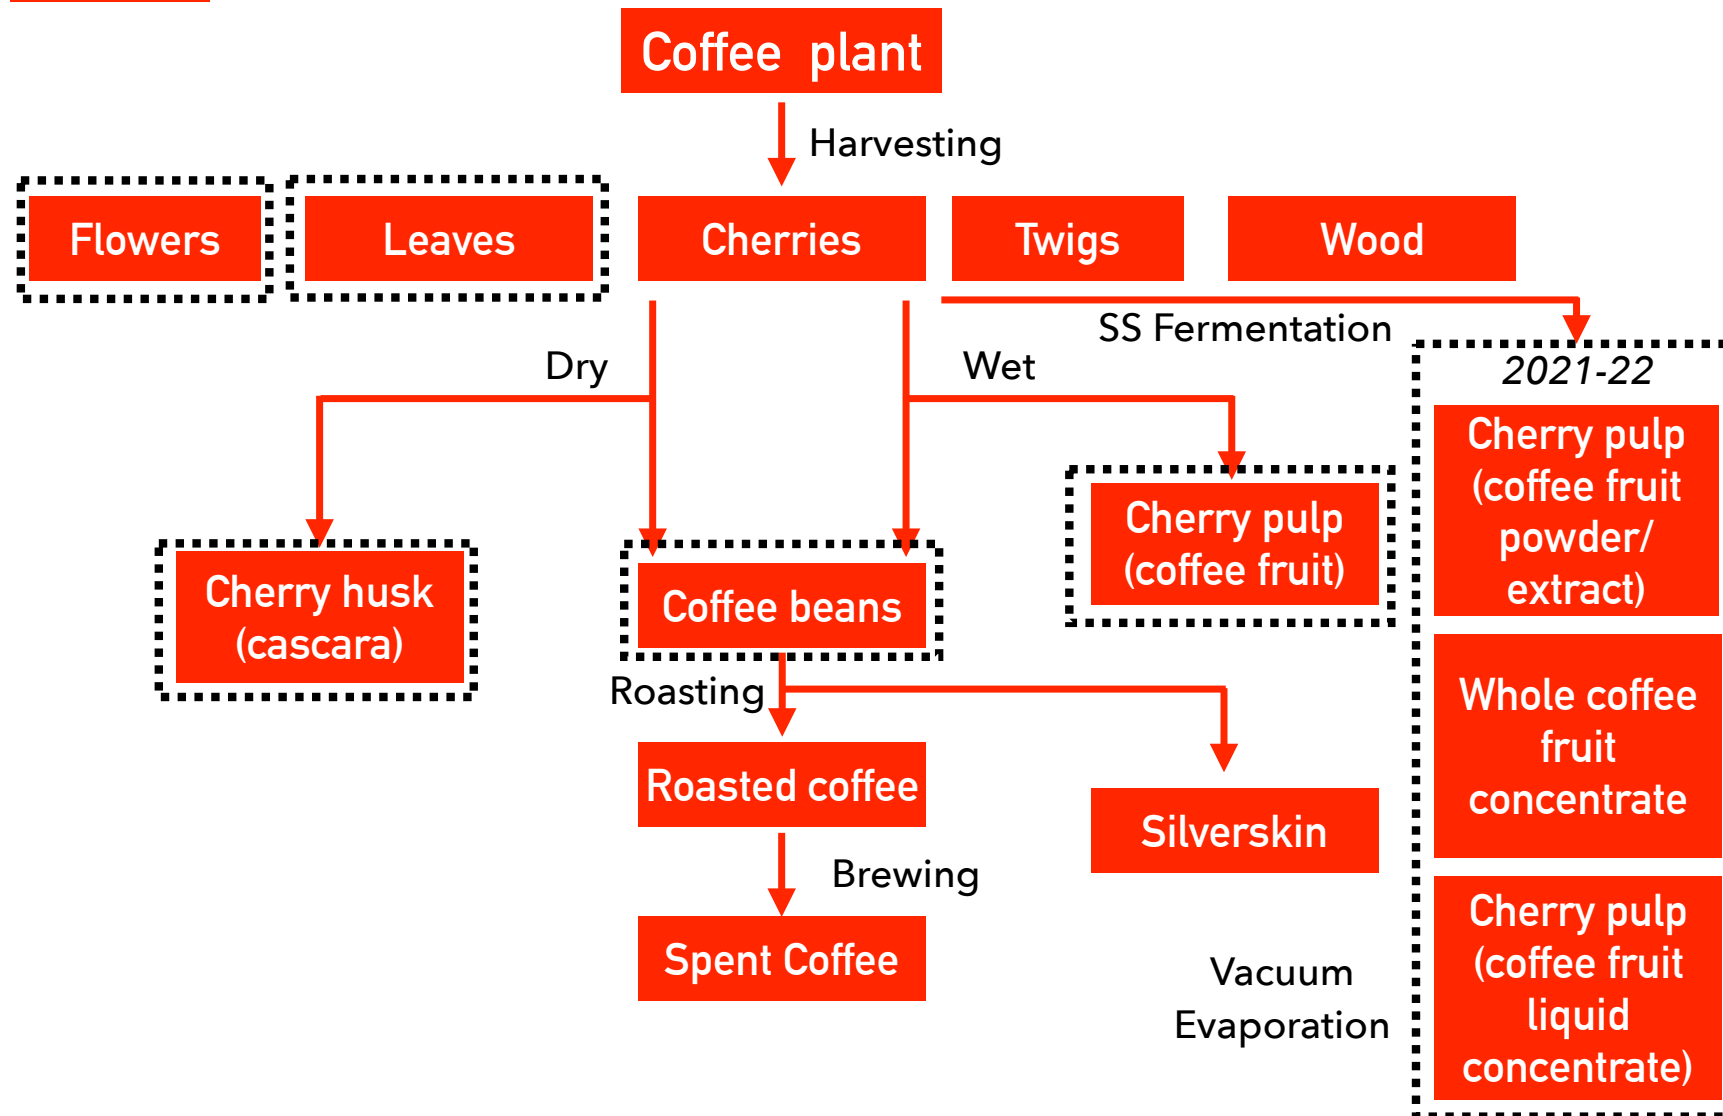 Coffee plant
Harvesting
Flowers
Leaves
Cherries
Twigs
Wood
SS Fermentation
Dry
Wet
2021-22
Cherry pulp
(coffee fruit
powder/
extract)
Cherry pulp
(coffee fruit)
Cherry husk
(cascara)
Coffee beans
Roasting
Whole coffee
fruit
concentrate
Roasted coffee
Silverskin
Brewing
Spent Coffee
Vacuum
Evaporation
Cherry pulp
(coffee fruit
liquid
concentrate)